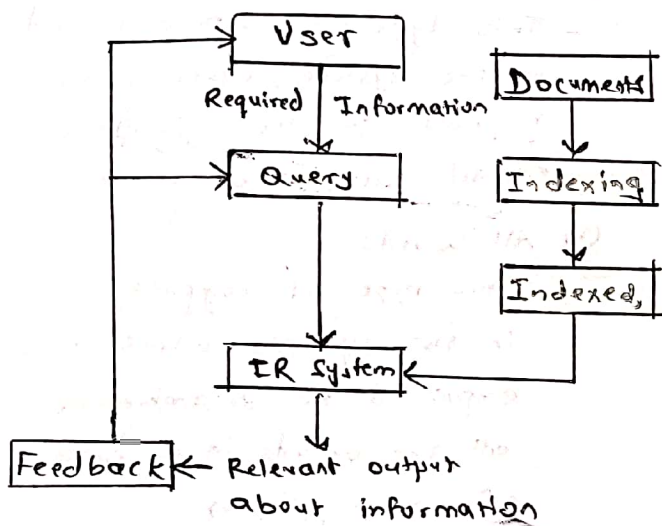 User
Documents
Required Information
Query
Indexing
Indexed,
IR System
Feedback
Relevant output
about information